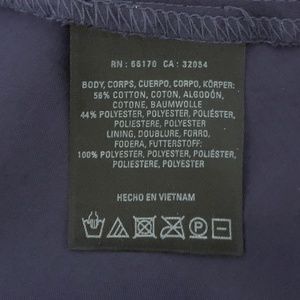 RN : 66170 CA : 32054
BODY, CORPS, CUERPO, CORPO, KÖRPER:
56% COTTON, COTON, ALGODÓN,
COTONE, BAUMWOLLE
44% POLYESTER, POLYESTER, POLIÉSTER,
POLIESTERE, POLYESTER
LINING, DOUBLURE, FORRO,
FODERA, FUTTERSTOFF:
100% POLYESTER, POLYESTER, POLIÉSTER,
POLIESTERE, POLYESTER
HECHO EN VIETNAM